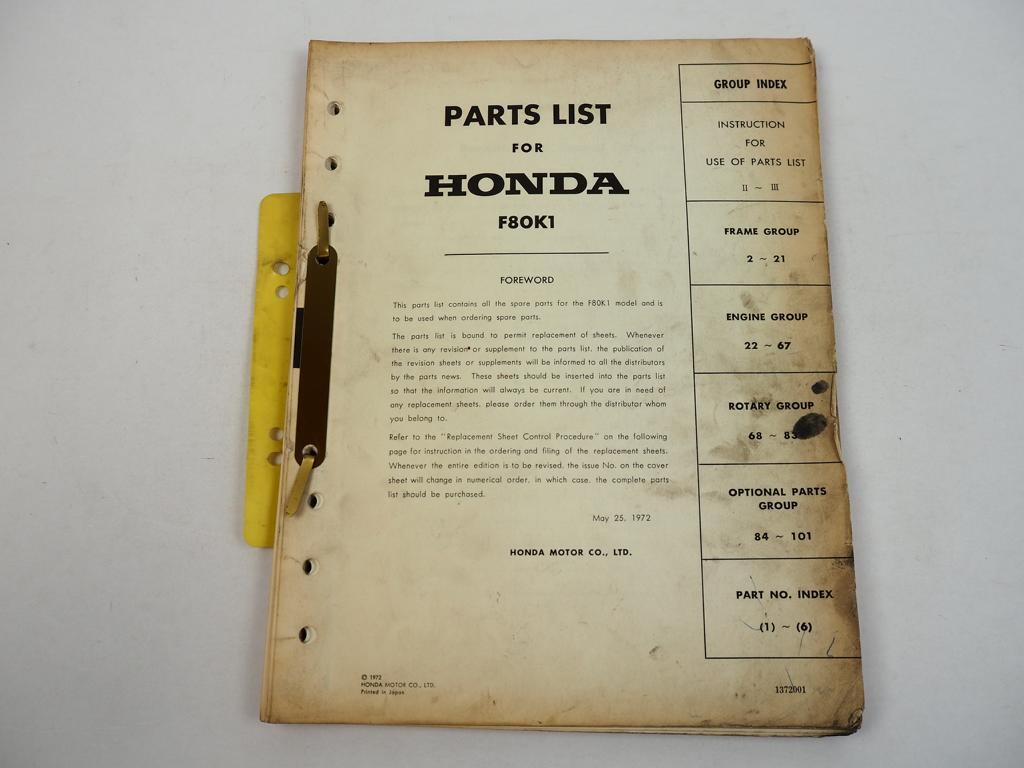 PARTS LIST
FOR
HONDA
F80K1
FOREWORD
This parts list contains all the spare parts for the F80K1 model and is
to be used when ordering spare parts.
The parts list is bound to permit replacement of sheets. Whenever
there is any revision or supplement to the parts list, the publication of
the revision sheets or supplements will be informed to all the distributors
by the parts news. These sheets should be inserted into the parts list
so that the information will always be current. If you are in need of
any replacement sheets, please order them through the distributor whom
you belong to.
Refer to the "Replacement Sheet Control Procedure" on the following
page for instruction in the ordering and filing of the replacement sheets.
Whenever the entire edition is to be revised, the issue No. on the cover
sheet will change in numerical order, in which case, the complete parts
list should be purchased.
May 25, 1972
HONDA MOTOR CO., LTD.
© 1972
HONDA MOTOR CO., LTD.
Printed in Japan
GROUP INDEX
INSTRUCTION
FOR
USE OF PARTS LIST
II ~ III
FRAME GROUP
2 ~ 21
ENGINE GROUP
22 ~ 67
ROTARY GROUP
68 ~ 83
OPTIONAL PARTS
GROUP
84 ~ 101
PART NO. INDEX
(1) ~ (6)
1372001